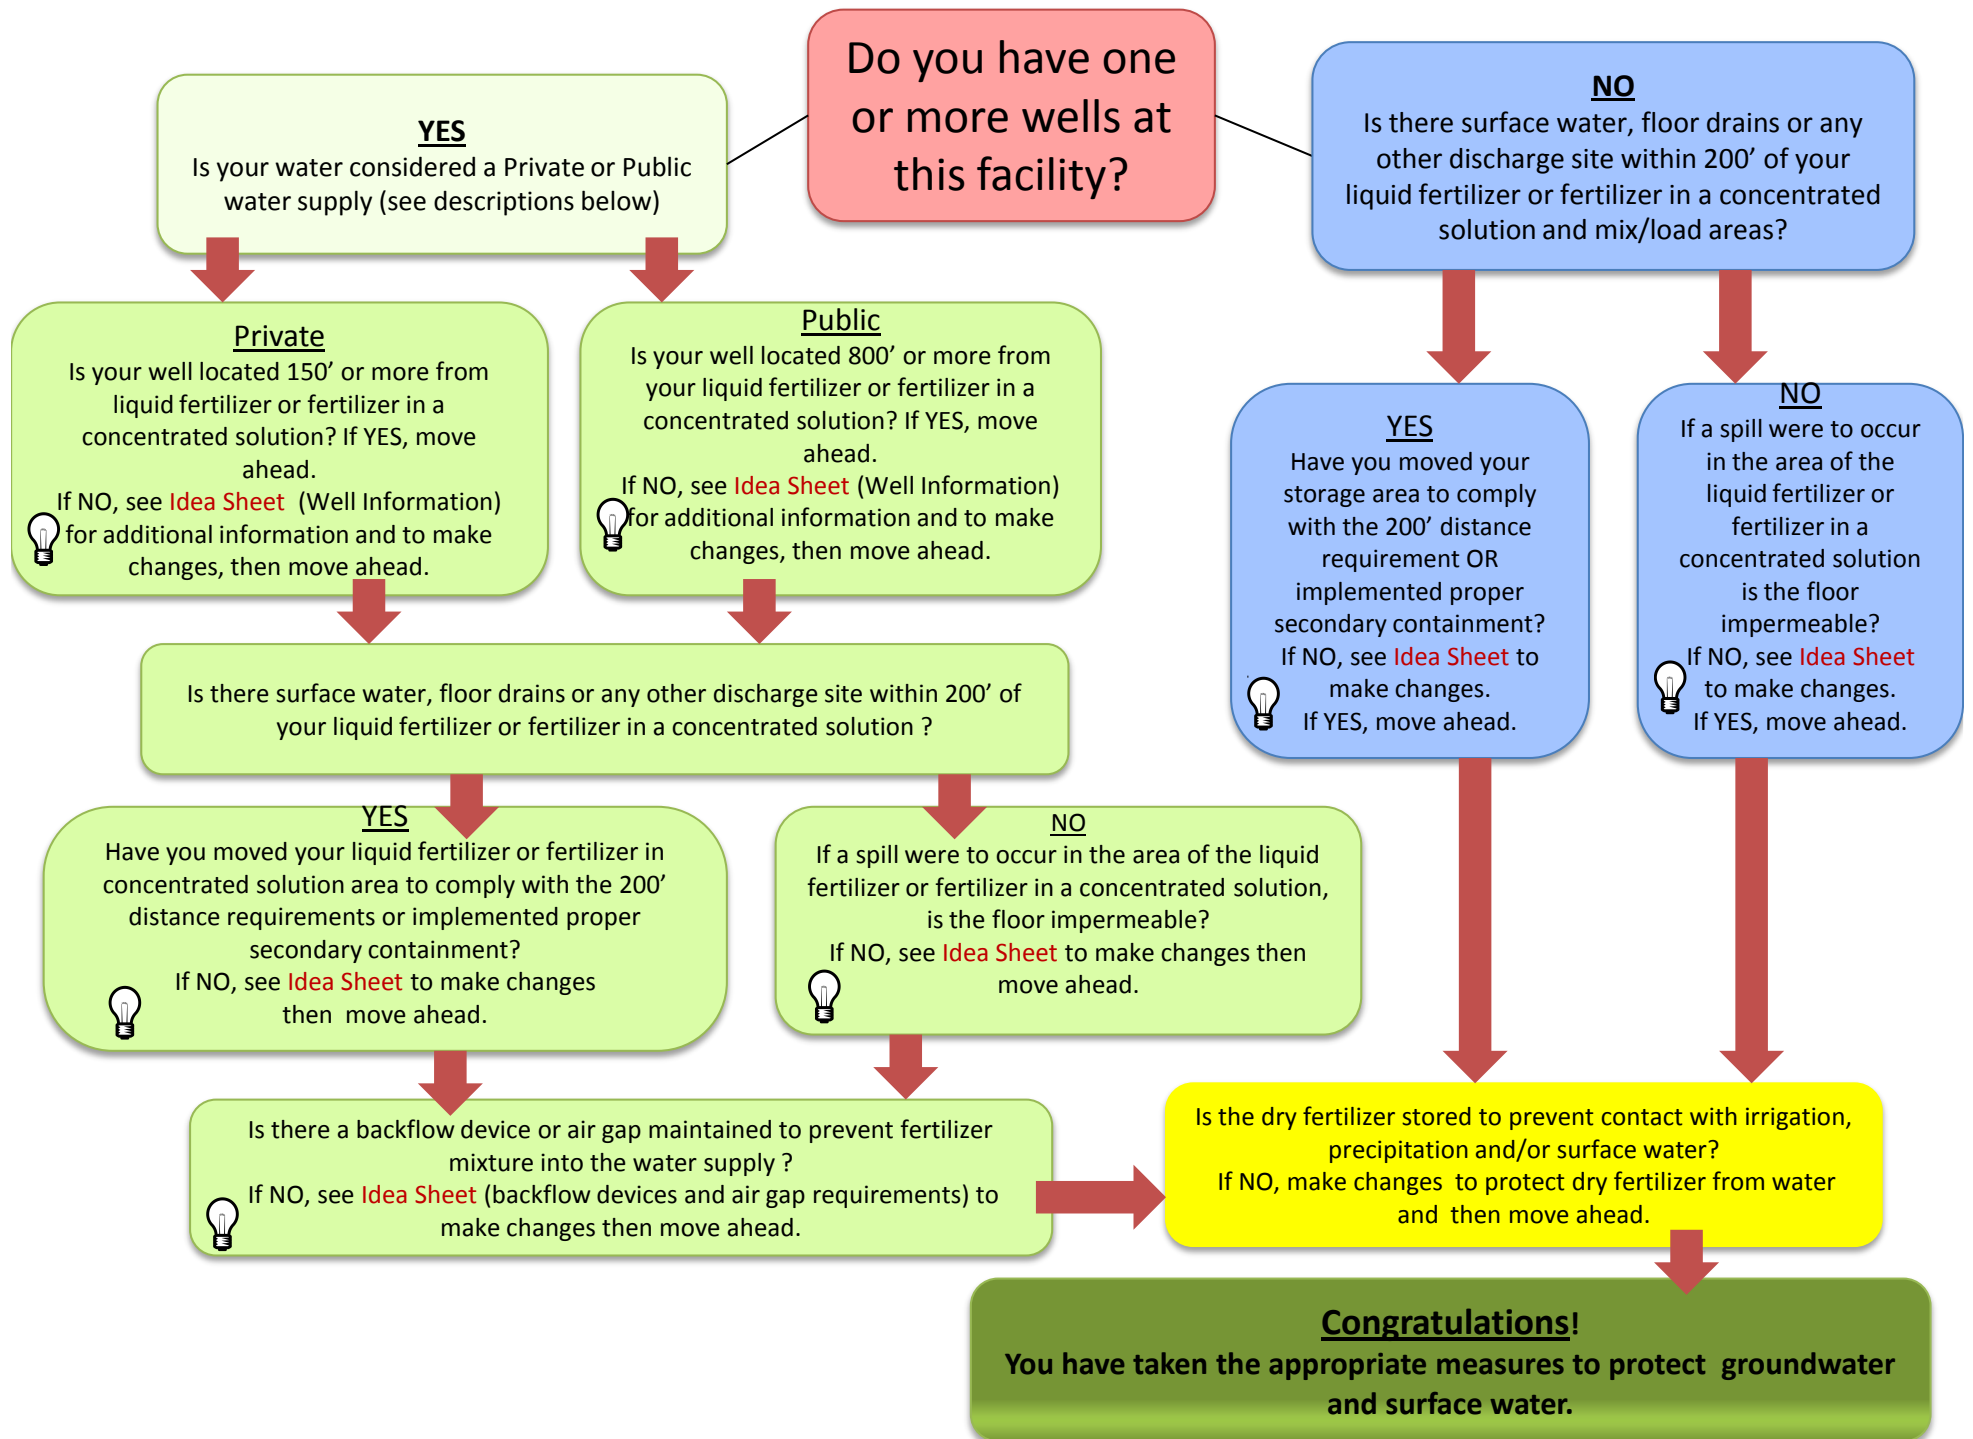 Do you have one
or more wells at
this facility?
YES
Is your water considered a Private or Public
water supply (see descriptions below)
NO
Is there surface water, floor drains or any
other discharge site within 200’ of your
liquid fertilizer or fertilizer in a concentrated
solution and mix/load areas?
Private
Is your well located 150’ or more from
liquid fertilizer or fertilizer in a
concentrated solution? If YES, move
ahead.
If NO, see Idea Sheet (Well Information)
for additional information and to make
changes, then move ahead.
Public
Is your well located 800’ or more from
your liquid fertilizer or fertilizer in a
concentrated solution? If YES, move
ahead.
If NO, see Idea Sheet (Well Information)
for additional information and to make
changes, then move ahead.
YES
Have you moved your
storage area to comply
with the 200’ distance
requirement OR
implemented proper
secondary containment?
If NO, see Idea Sheet to
make changes.
If YES, move ahead.
NO
If a spill were to occur
in the area of the
liquid fertilizer or
fertilizer in a
concentrated solution
is the floor
impermeable?
If NO, see Idea Sheet
to make changes.
If YES, move ahead.
Is there surface water, floor drains or any other discharge site within 200’ of
your liquid fertilizer or fertilizer in a concentrated solution ?
YES
Have you moved your liquid fertilizer or fertilizer in
concentrated solution area to comply with the 200’
distance requirements or implemented proper
secondary containment?
If NO, see Idea Sheet to make changes
then move ahead.
NO
If a spill were to occur in the area of the liquid
fertilizer or fertilizer in a concentrated solution,
is the floor impermeable?
If NO, see Idea Sheet to make changes then
move ahead.
Is there a backflow device or air gap maintained to prevent fertilizer
mixture into the water supply ?
If NO, see Idea Sheet (backflow devices and air gap requirements) to
make changes then move ahead.
Is the dry fertilizer stored to prevent contact with irrigation,
precipitation and/or surface water?
If NO, make changes to protect dry fertilizer from water
and then move ahead.
Congratulations!
You have taken the appropriate measures to protect groundwater
and surface water.